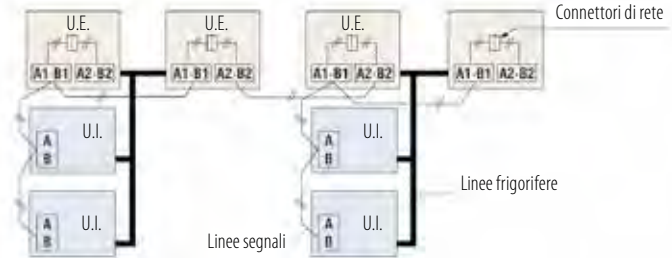 Connettori di rete
U.E. U.E. U.E.
A1-B1 A2-B2 A1-B1 A2-B2 A1-B1 A2-B2 A1-B1 A2-B2
U.I. U.I.
A A
B B
Linee frigorifere
U.I. U.I.
A A
B B
Linee segnali